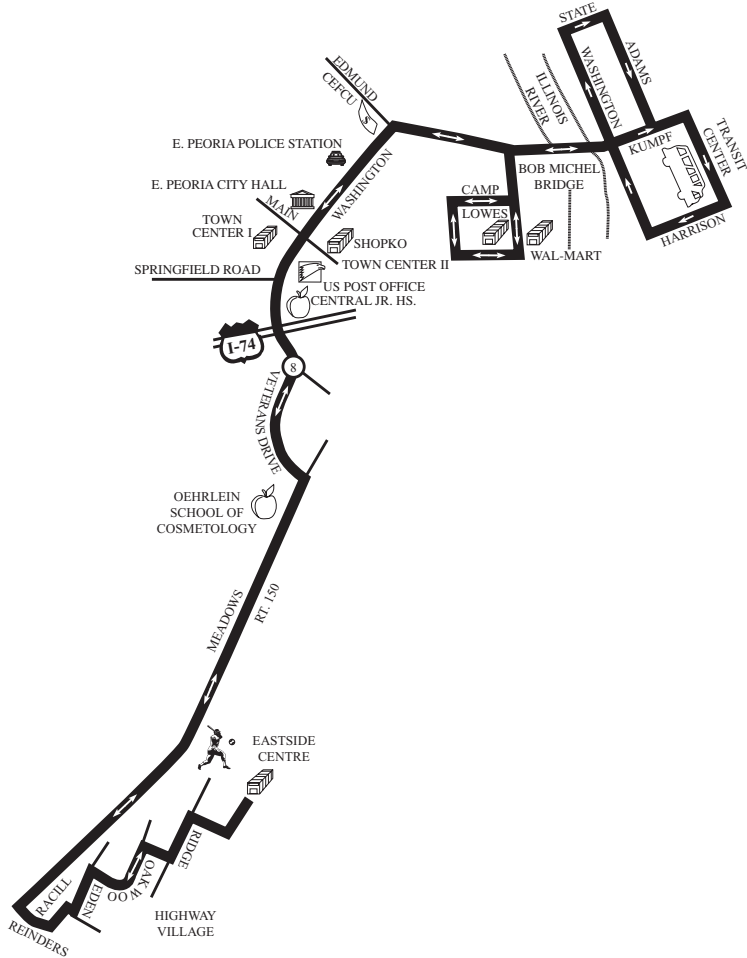 STATE
WASHINGTON
ADAMS
EDMUND
CEFCU
$
ILLINOIS
RIVER
TRANSIT
CENTER
KUMPF
E. PEORIA POLICE STATION
BOB MICHEL
BRIDGE
E. PEORIA CITY HALL
MAIN
WASHINGTON
CAMP
LOWES
TOWN
CENTER I
SHOPKO
WAL-MART
HARRISON
TOWN CENTER II
SPRINGFIELD ROAD
US POST OFFICE
CENTRAL JR. HS.
I-74
8
VETERANS DRIVE
OEHRLEIN
SCHOOL OF
COSMETOLOGY
MEADOWS
RT. 150
EASTSIDE
CENTRE
RIDGE
OAK WOO
EDEN
RACILL
REINDERS
HIGHWAY
VILLAGE